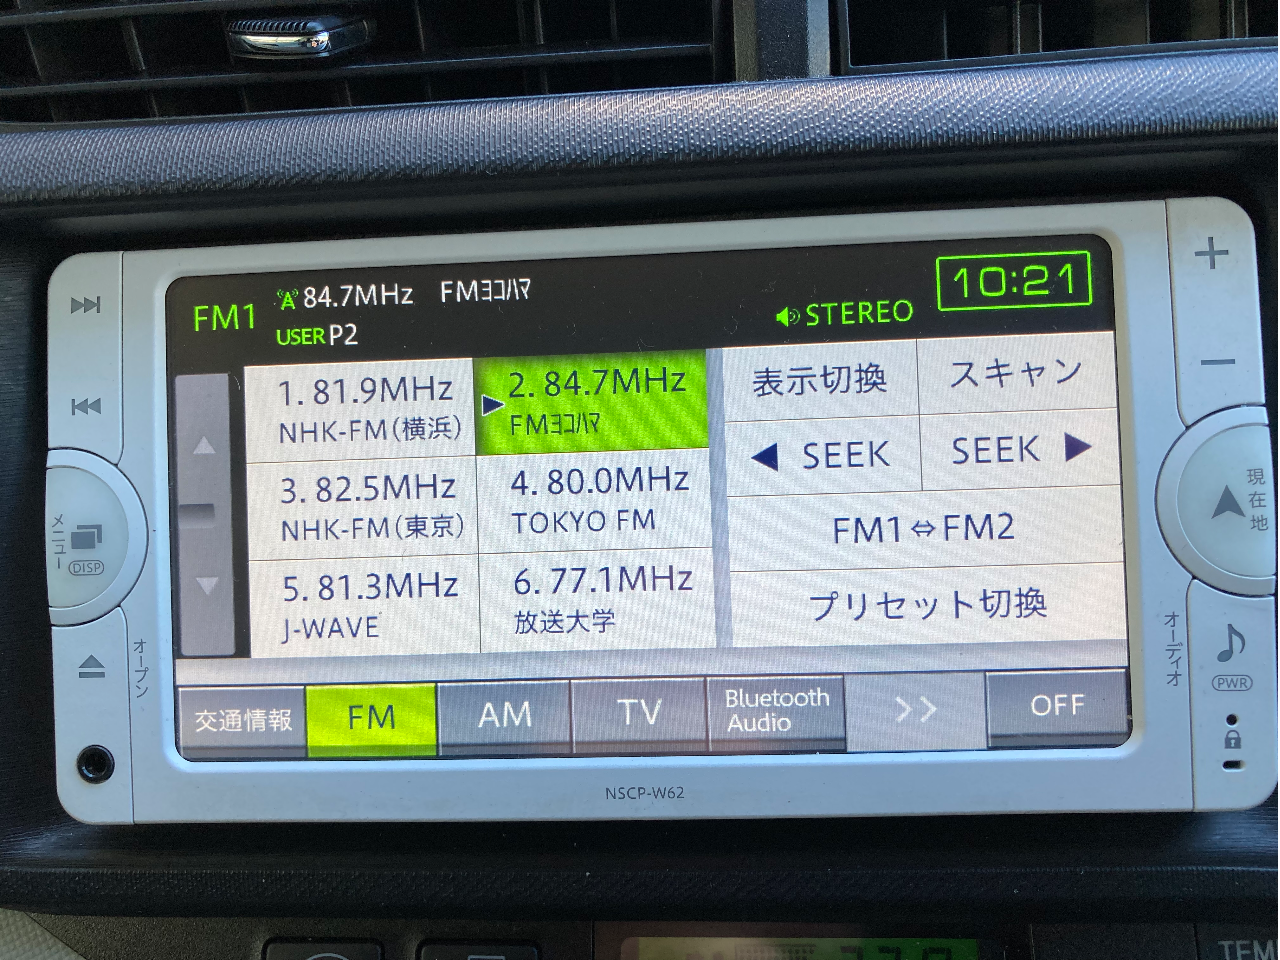 FM1 84.7MHz FMヨコハマ
USER P2
STEREO
10:21
1. 81.9MHz
NHK-FM(横浜)
2. 84.7MHz
FMヨコハマ
3. 82.5MHz
NHK-FM(東京)
4. 80.0MHz
TOKYO FM
5. 81.3MHz
J-WAVE
6. 77.1MHz
放送大学
表示切換
スキャン
SEEK
SEEK
FM1⇔FM2
プリセット切換
交通情報
FM
AM
TV
Bluetooth
Audio
>>
OFF
メニュー
DISP
オープン
現在地
オーディオ
PWR
NSCP-W62